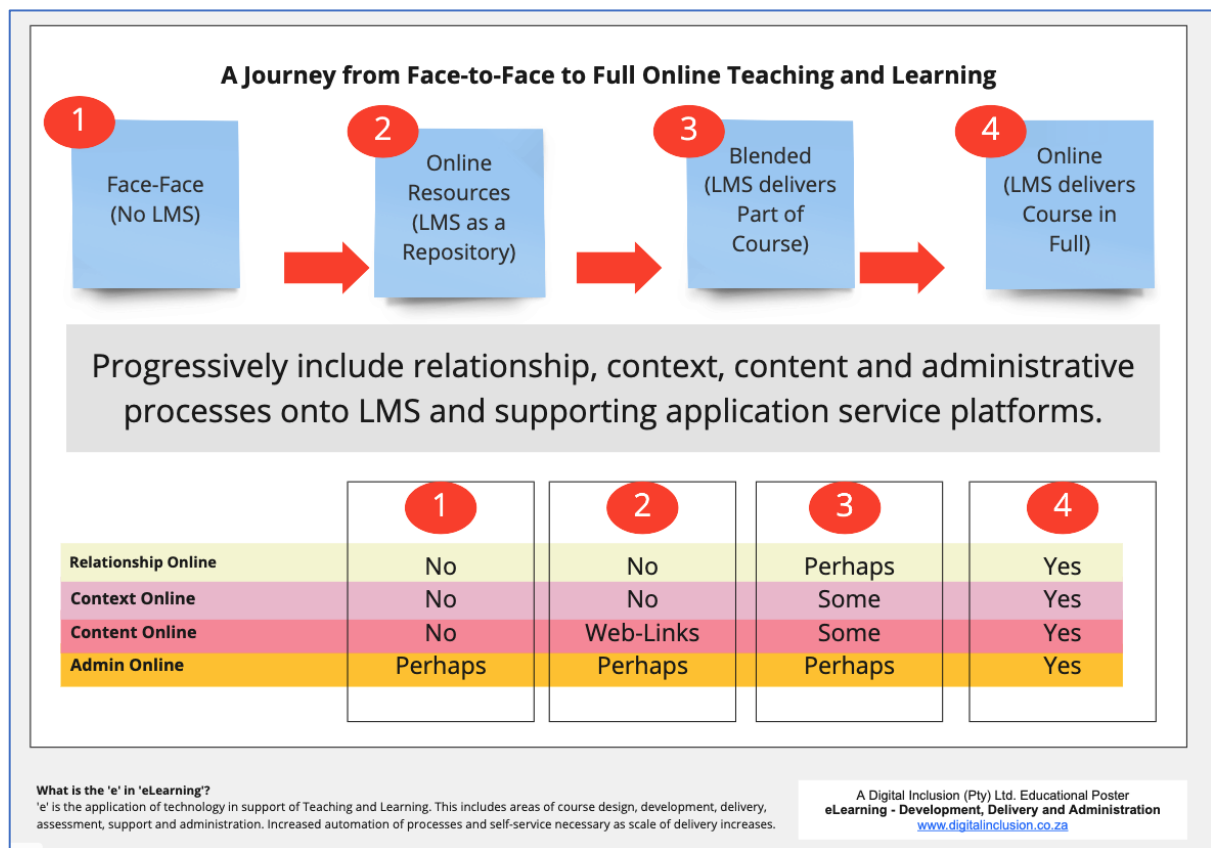 A Journey from Face-to-Face to Full Online Teaching and Learning
1
Face-Face
(No LMS)
2
Online
Resources
(LMS as a
Repository)
3
Blended
(LMS delivers
Part of
Course)
4
Online
(LMS delivers
Course in
Full)
Progressively include relationship, context, content and administrative
processes onto LMS and supporting application service platforms.
1 2 3 4
Relationship Online No No Perhaps Yes
Context Online No No Some Yes
Content Online No Web-Links Some Yes
Admin Online Perhaps Perhaps Perhaps Yes
What is the 'e' in 'eLearning'?
'e' is the application of technology in support of Teaching and Learning. This includes areas of course design, development, delivery,
assessment, support and administration. Increased automation of processes and self-service necessary as scale of delivery increases.
A Digital Inclusion (Pty) Ltd. Educational Poster
eLearning - Development, Delivery and Administration
www.digitalinclusion.co.za